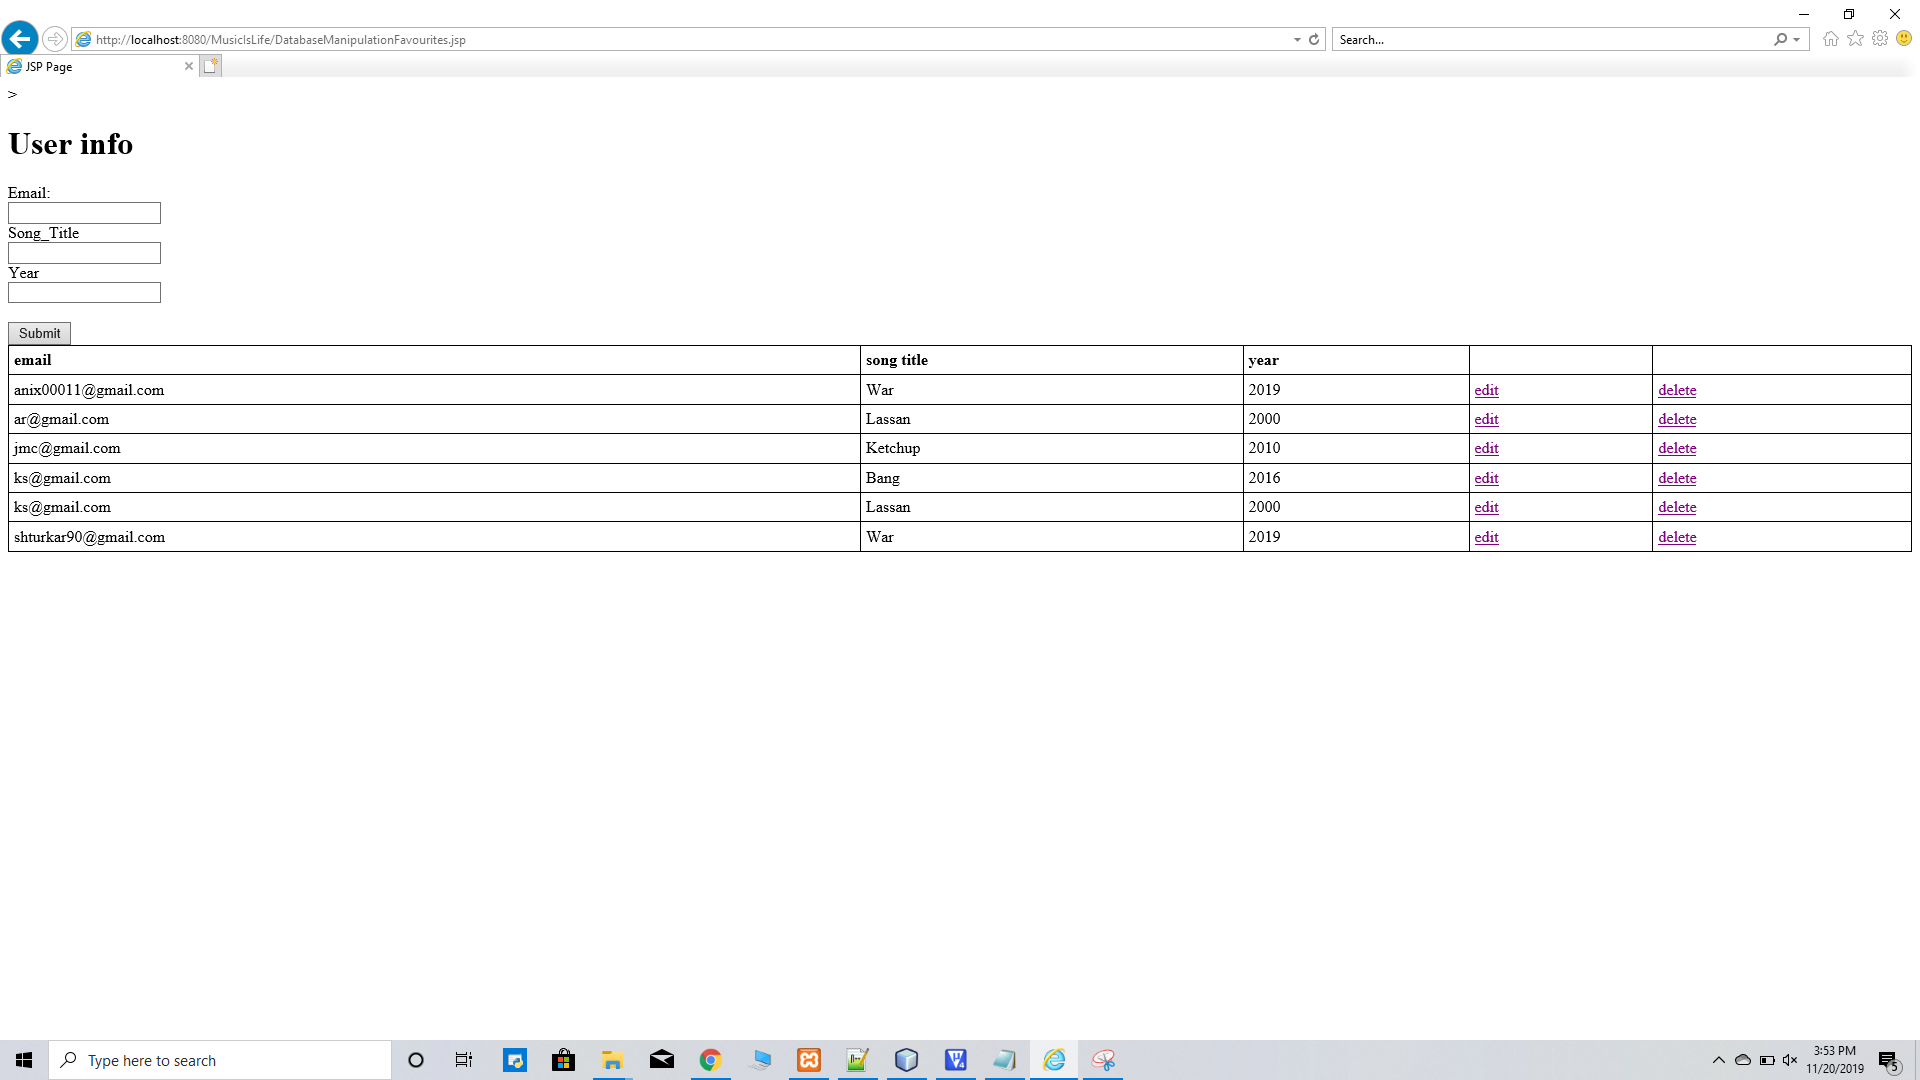 http://localhost:8080/MusicIsLife/DatabaseManipulationFavourites.jsp
Search...
JSP Page
>
User info
Email:
Song_Title
Year
Submit
email song title year
anix00011@gmail.com War 2019 edit delete
ar@gmail.com Lassan 2000 edit delete
jmc@gmail.com Ketchup 2010 edit delete
ks@gmail.com Bang 2016 edit delete
ks@gmail.com Lassan 2000 edit delete
shturkar90@gmail.com War 2019 edit delete
Type here to search
3:53 PM
11/20/2019
5